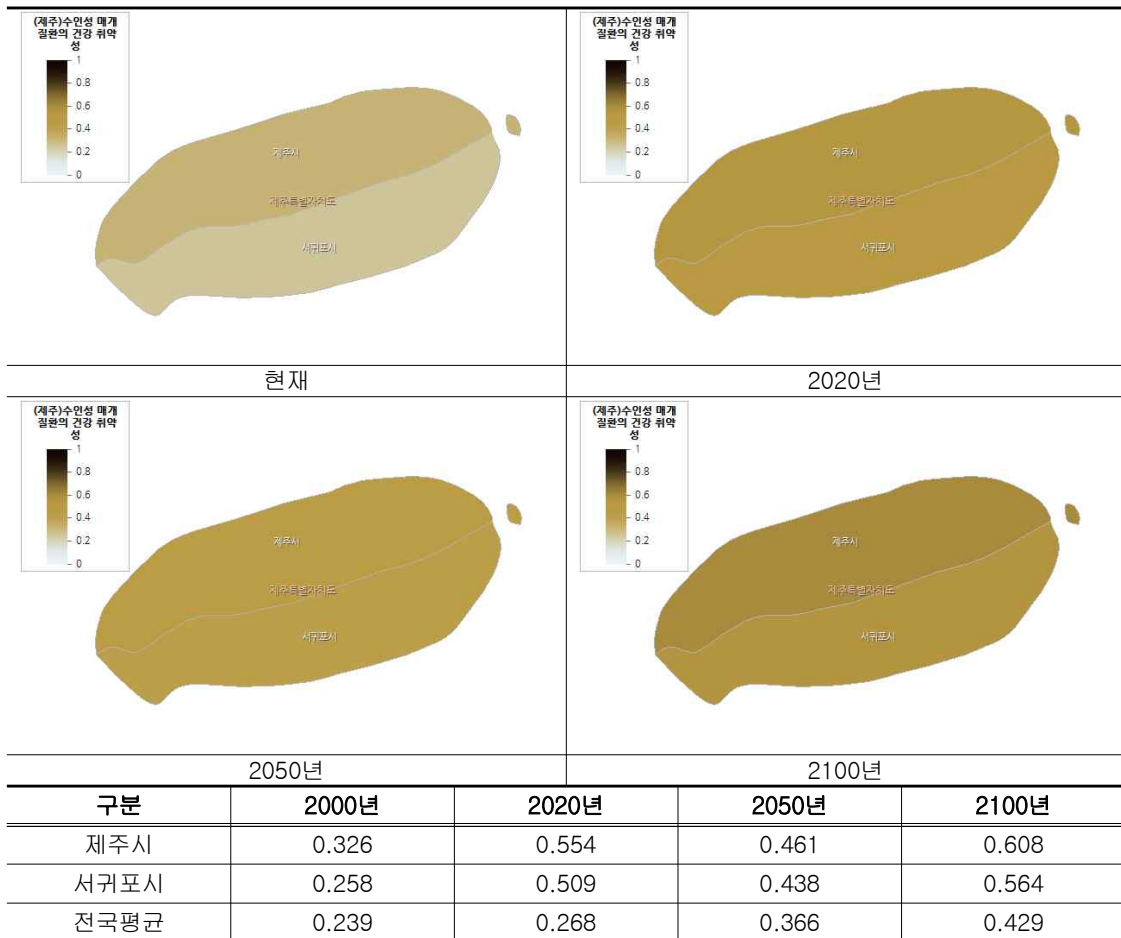 (제주)수인성 매개
질환의 건강 취약
성
1
0.8
0.6
0.4
0.2
0
제주시
제주특별자치도
서귀포시
(제주)수인성 매개
질환의 건강 취약
성
1
0.8
0.6
0.4
0.2
0
제주시
제주특별자치도
서귀포시
현재 2020년
(제주)수인성 매개
질환의 건강 취약
성
1
0.8
0.6
0.4
0.2
0
제주시
제주특별자치도
서귀포시
(제주)수인성 매개
질환의 건강 취약
성
1
0.8
0.6
0.4
0.2
0
제주시
제주특별자치도
서귀포시
2050년 2100년
구분 2000년 2020년 2050년 2100년
제주시 0.326 0.554 0.461 0.608
서귀포시 0.258 0.509 0.438 0.564
전국평균 0.239 0.268 0.366 0.429